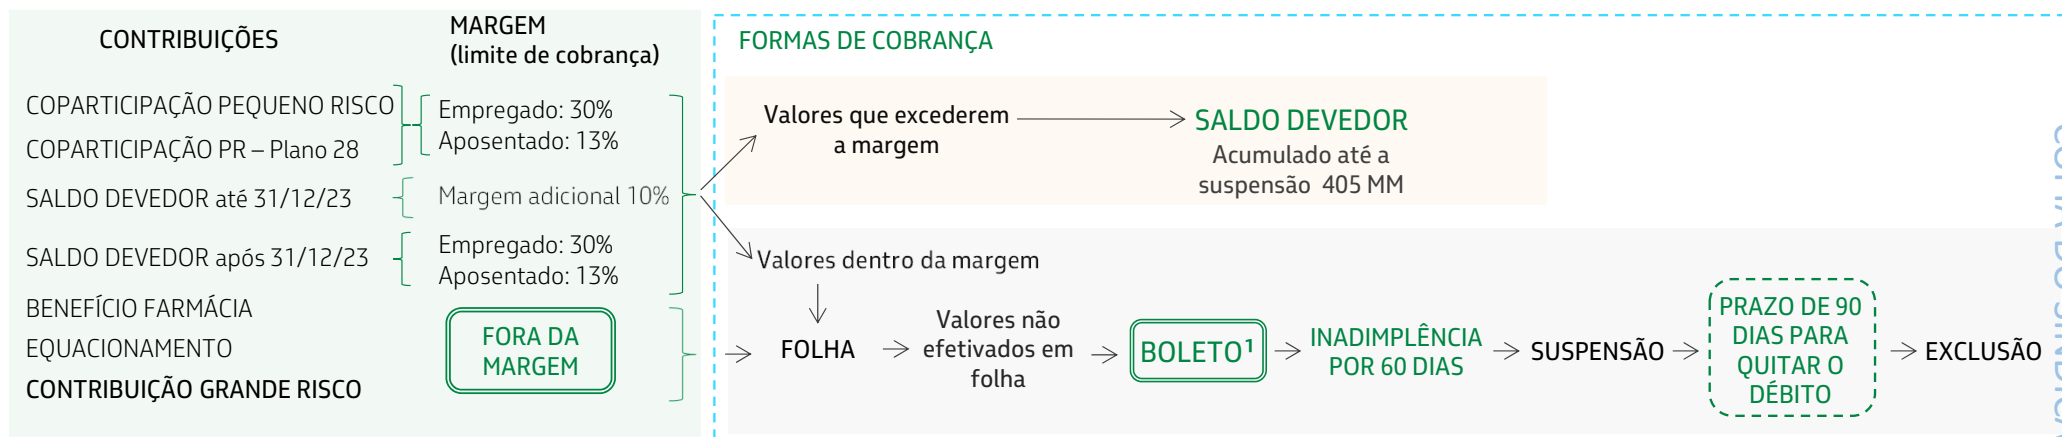 CONTRIBUIÇÕES
MARGEM
(limite de cobrança)
COPARTICIPAÇÃO PEQUENO RISCO
COPARTICIPAÇÃO PR – Plano 28
Empregado: 30%
Aposentado: 13%
SALDO DEVEDOR até 31/12/23
Margem adicional 10%
SALDO DEVEDOR após 31/12/23
Empregado: 30%
Aposentado: 13%
BENEFÍCIO FARMÁCIA
EQUACIONAMENTO
CONTRIBUIÇÃO GRANDE RISCO
FORA DA
MARGEM
FORMAS DE COBRANÇA
Valores que excederem
a margem
SALDO DEVEDOR
Acumulado até a
suspensão 405 MM
Valores dentro da margem
FOLHA
Valores não
efetivados em
folha
BOLETO¹
INADIMPLÊNCIA
POR 60 DIAS
SUSPENSÃO
PRAZO DE 90
DIAS PARA
QUITAR O
DÉBITO
EXCLUSÃO